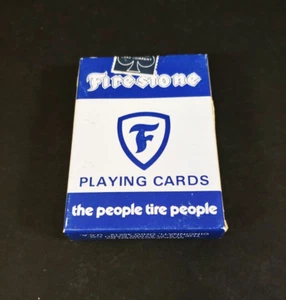 Firestone
F
PLAYING CARDS
the people tire people